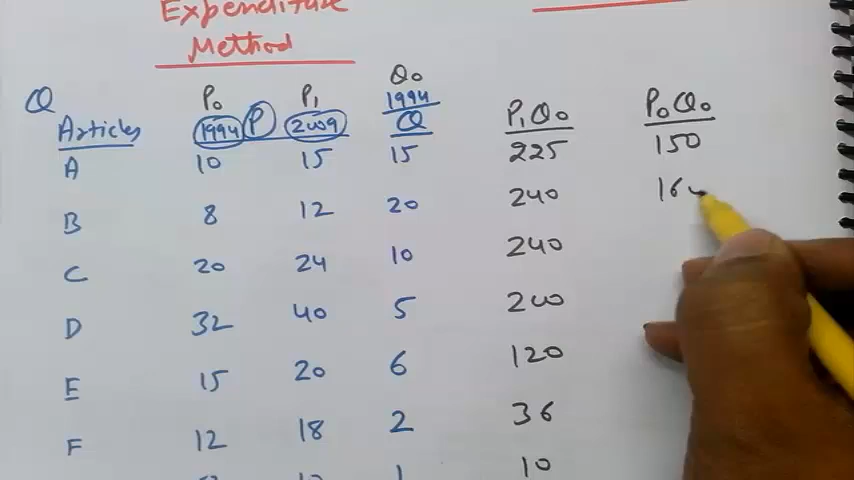 Expenditure
Method
Q
P0 P1 Q0
Articles 1994 P 2009 1994 Q P1Q0 P0Q0
A 10 15 15 225 150
B 8 12 20 240
C 20 24 10 240
D 32 40 5 200
E 15 20 6 120
F 12 18 2 36
1 10